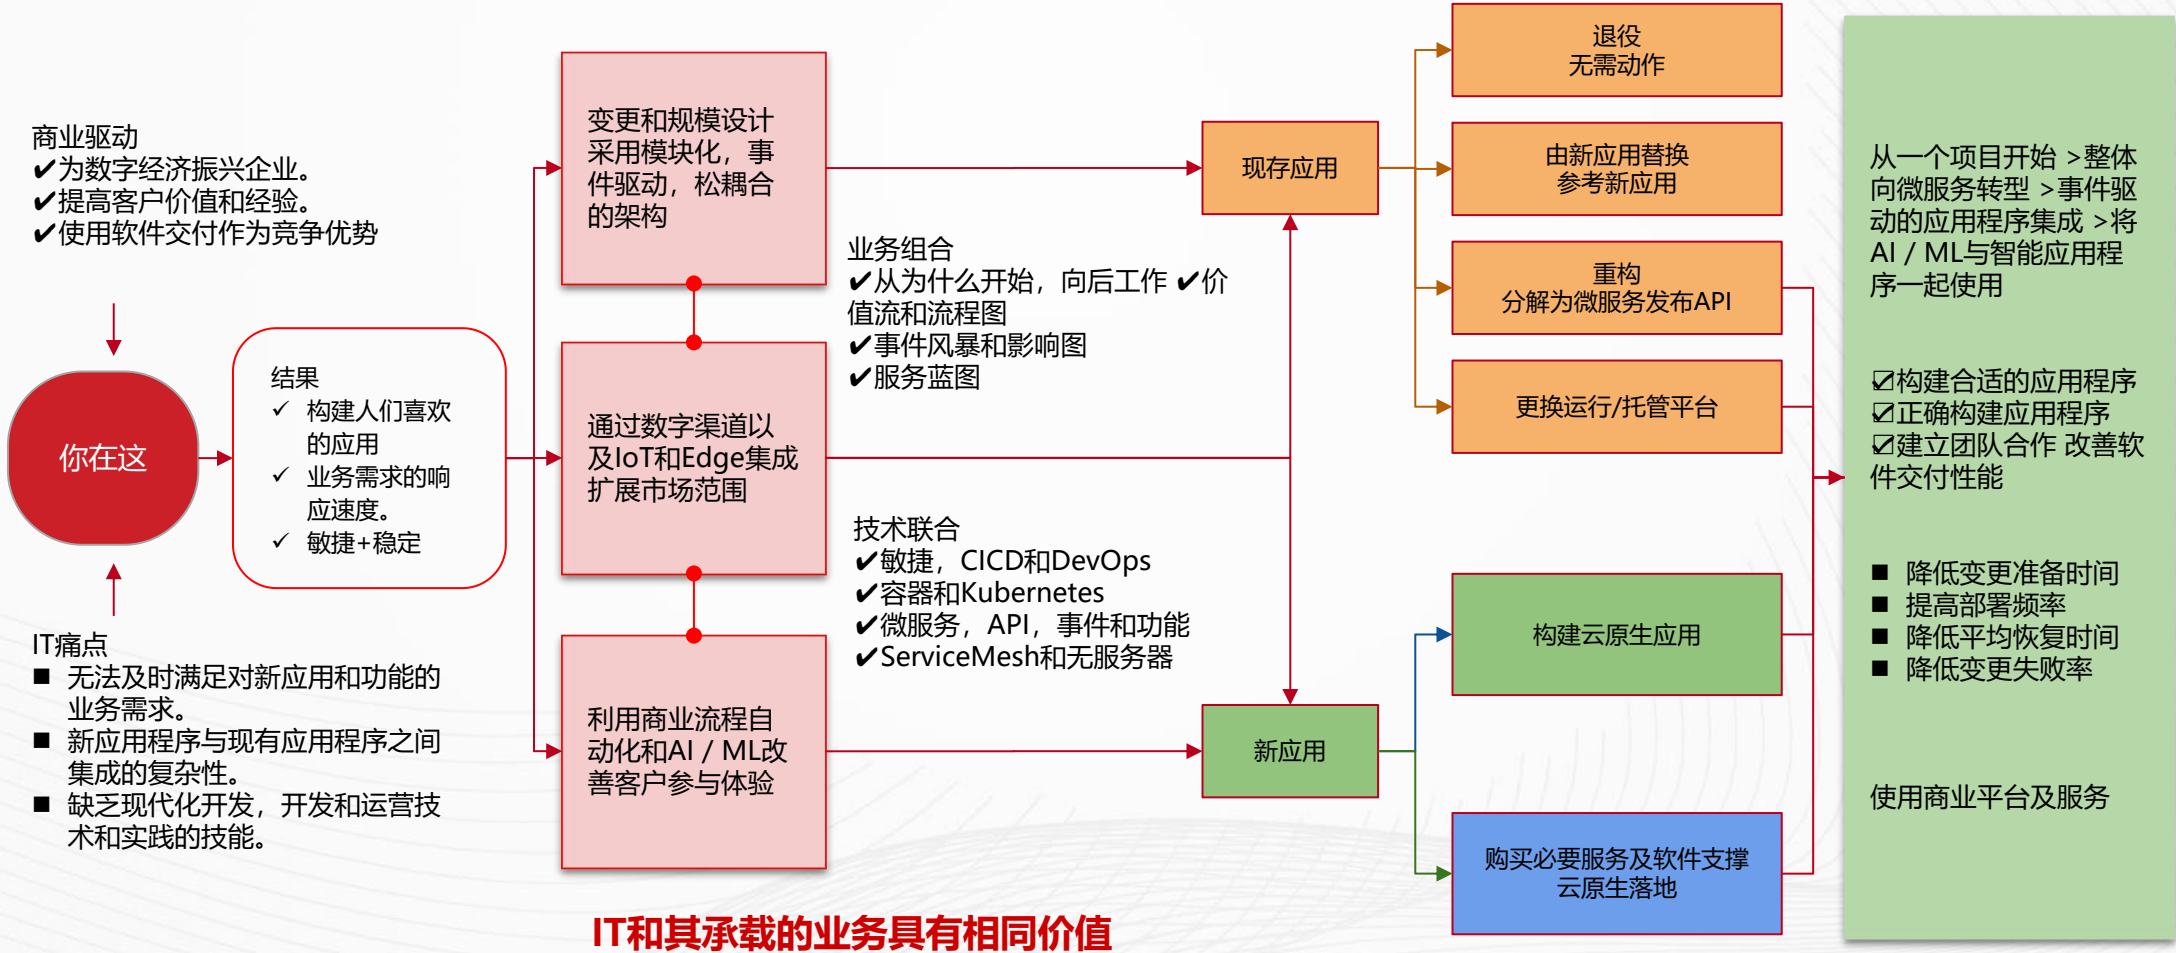 商业驱动
✔为数字经济振兴企业。
✔提高客户价值和经验。
✔使用软件交付作为竞争优势
你在这
IT痛点
■ 无法及时满足对新应用和功能的
业务需求。
■ 新应用程序与现有应用程序之间
集成的复杂性。
■ 缺乏现代化开发，开发和运营技
术和实践的技能。
结果
✓ 构建人们喜欢
的应用
✓ 业务需求的响
应速度。
✓ 敏捷+稳定
变更和规模设计
采用模块化，事
件驱动，松耦合
的架构
通过数字渠道以
及IoT和Edge集成
扩展市场范围
利用商业流程自
动化和AI / ML改
善客户参与体验
业务组合
✔从为什么开始，向后工作 ✔价
值流和流程图
✔事件风暴和影响图
✔服务蓝图
技术联合
✔敏捷，CICD和DevOps
✔容器和Kubernetes
✔微服务，API，事件和功能
✔ServiceMesh和无服务器
现存应用
新应用
退役
无需动作
由新应用替换
参考新应用
重构
分解为微服务发布API
更换运行/托管平台
构建云原生应用
购买必要服务及软件支撑
云原生落地
从一个项目开始 >整体
向微服务转型 >事件驱
动的应用程序集成 >将
AI / ML与智能应用程
序一起使用
☑构建合适的应用程序
☑正确构建应用程序
☑建立团队合作 改善软
件交付性能
■ 降低变更准备时间
■ 提高部署频率
■ 降低平均恢复时间
■ 降低变更失败率
使用商业平台及服务
IT和其承载的业务具有相同价值